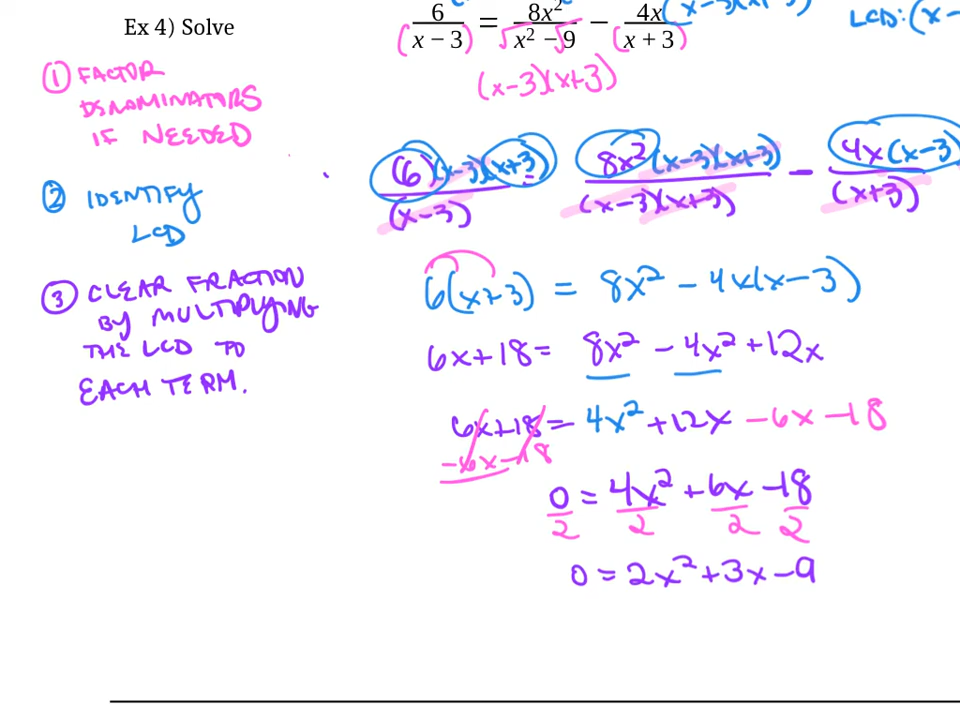 Ex 4) Solve
6/(x − 3) = 8x²/(x² − 9) − 4x/(x + 3)
(x-3)(x+3)
LCD: (x-
(x-3)(x+3)
① FACTOR
DENOMINATORS
IF NEEDED
② IDENTIFY
LCD
③ CLEAR FRACTION
BY MULTIPLYING
THE LCD TO
EACH TERM.
(6)(x-3)(x+3)/(x-3) = 8x²(x-3)(x+3)/(x-3)(x+3) - 4x(x-3)/(x+3)
6(x+3) = 8x² - 4x(x-3)
6x+18 = 8x² - 4x² +12x
6x+18 = 4x² +12x -6x -18
-6x -18
0 = 4x² +6x -18
2 2 2 2
0 = 2x² +3x -9